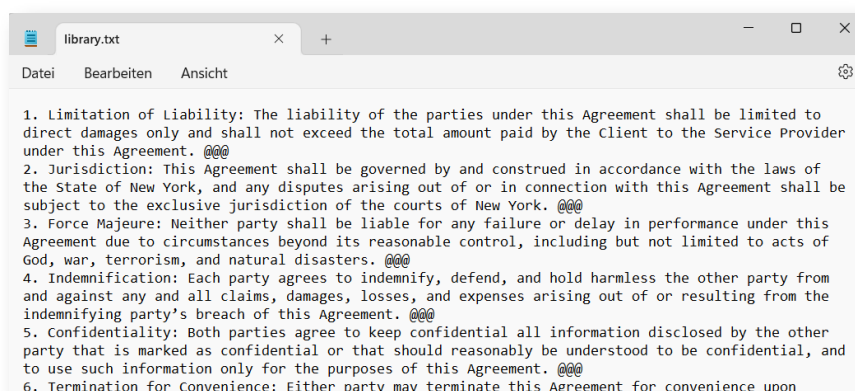 library.txt
Datei Bearbeiten Ansicht
1. Limitation of Liability: The liability of the parties under this Agreement shall be limited to
direct damages only and shall not exceed the total amount paid by the Client to the Service Provider
under this Agreement. @@@
2. Jurisdiction: This Agreement shall be governed by and construed in accordance with the laws of
the State of New York, and any disputes arising out of or in connection with this Agreement shall be
subject to the exclusive jurisdiction of the courts of New York. @@@
3. Force Majeure: Neither party shall be liable for any failure or delay in performance under this
Agreement due to circumstances beyond its reasonable control, including but not limited to acts of
God, war, terrorism, and natural disasters. @@@
4. Indemnification: Each party agrees to indemnify, defend, and hold harmless the other party from
and against any and all claims, damages, losses, and expenses arising out of or resulting from the
indemnifying party’s breach of this Agreement. @@@
5. Confidentiality: Both parties agree to keep confidential all information disclosed by the other
party that is marked as confidential or that should reasonably be understood to be confidential, and
to use such information only for the purposes of this Agreement. @@@
6. Termination for Convenience: Either party may terminate this Agreement for convenience upon